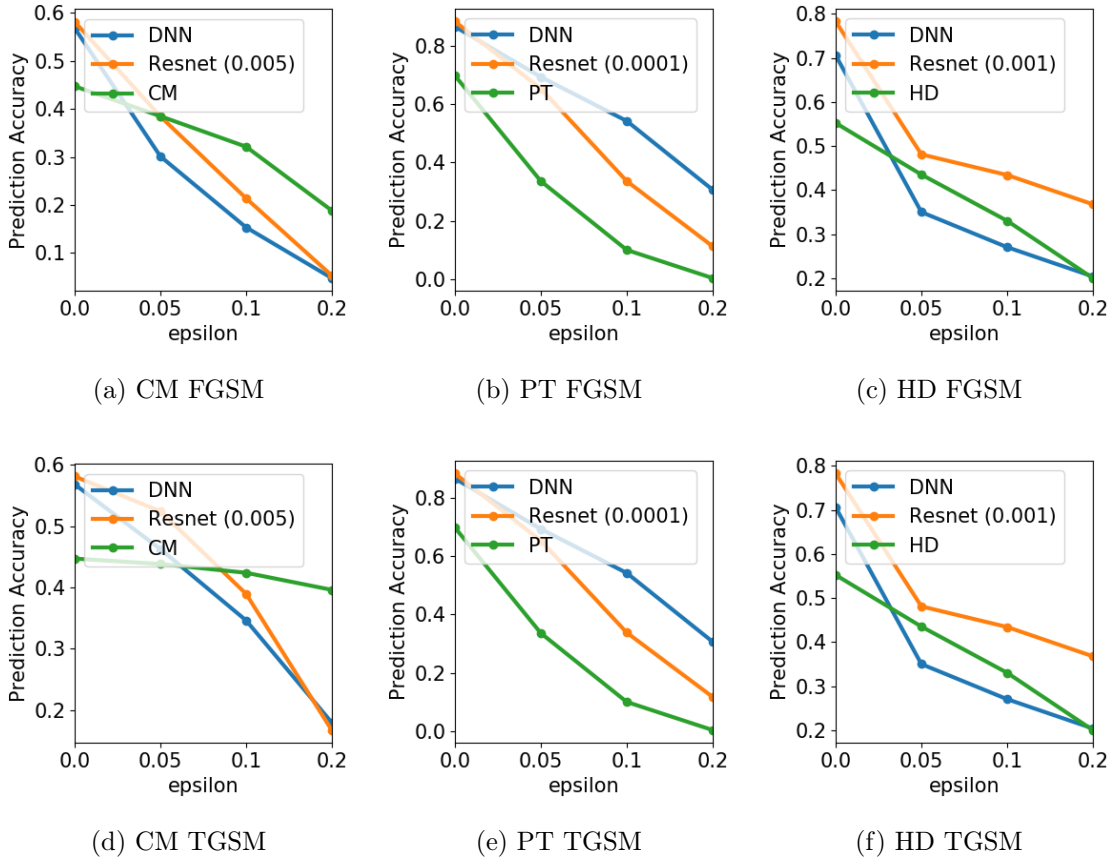 Prediction Accuracy
0.6
0.5
0.4
0.3
0.2
0.1
DNN
Resnet (0.005)
CM
0.0 0.05 0.1 0.2
epsilon
(a) CM FGSM
Prediction Accuracy
0.8
0.6
0.4
0.2
0.0
DNN
Resnet (0.0001)
PT
0.0 0.05 0.1 0.2
epsilon
(b) PT FGSM
Prediction Accuracy
0.8
0.7
0.6
0.5
0.4
0.3
0.2
DNN
Resnet (0.001)
HD
0.0 0.05 0.1 0.2
epsilon
(c) HD FGSM
Prediction Accuracy
0.6
0.5
0.4
0.3
0.2
DNN
Resnet (0.005)
CM
0.0 0.05 0.1 0.2
epsilon
(d) CM TGSM
Prediction Accuracy
0.8
0.6
0.4
0.2
0.0
DNN
Resnet (0.0001)
PT
0.0 0.05 0.1 0.2
epsilon
(e) PT TGSM
Prediction Accuracy
0.8
0.7
0.6
0.5
0.4
0.3
0.2
DNN
Resnet (0.001)
HD
0.0 0.05 0.1 0.2
epsilon
(f) HD TGSM